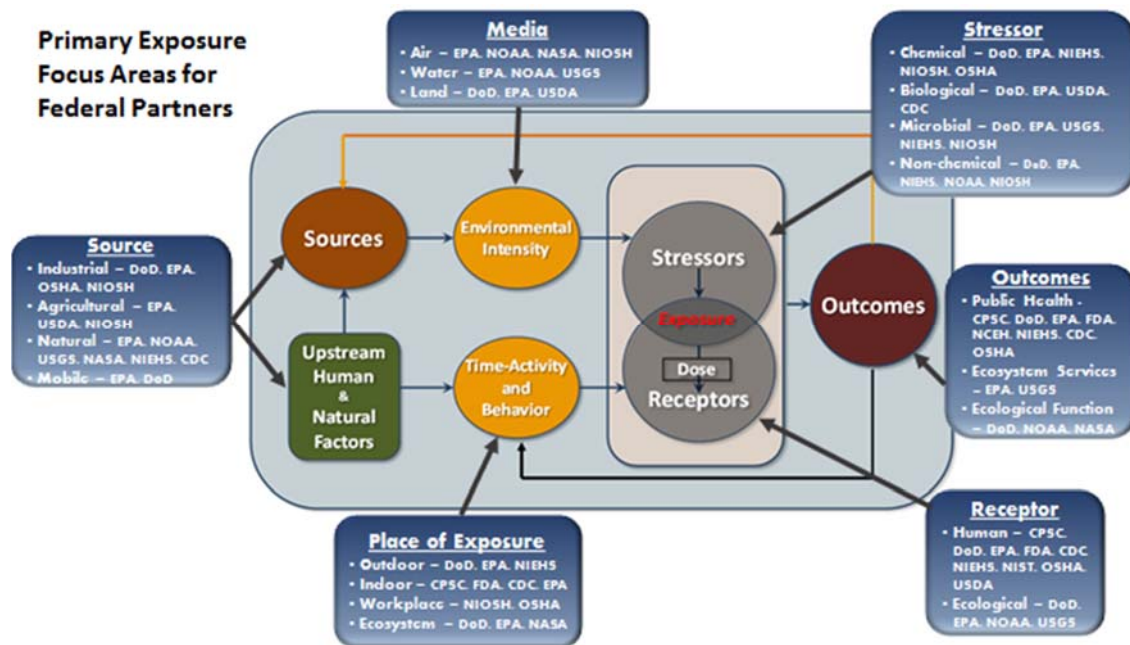 Primary Exposure
Focus Areas for
Federal Partners
Media
• Air – EPA. NOAA. NASA. NIOSH
• Water – EPA. NOAA. USGS
• Land – DoD. EPA. USDA
Stressor
• Chemical – DoD. EPA. NIEHS.
NIOSH. OSHA
• Biological – DoD. EPA. USDA.
CDC
• Microbial – DoD. EPA. USGS.
NIEHS. NIOSH
• Non-chemical – DoD. EPA.
NIEHS. NOAA. NIOSH
Source
• Industrial – DoD. EPA.
OSHA. NIOSH
• Agricultural – EPA.
USDA. NIOSH
• Natural – EPA. NOAA.
USGS. NASA. NIEHS. CDC
• Mobile – EPA. DoD
Sources
Environmental
Intensity
Stressors
Exposure
Dose
Receptors
Outcomes
Upstream
Human
&
Natural
Factors
Time-Activity
and
Behavior
Outcomes
• Public Health -
CPSC. DoD. EPA. FDA.
NCEH. NIEHS. CDC.
OSHA
• Ecosystem Services
– EPA. USGS
• Ecological Function
– DoD. NOAA. NASA
Place of Exposure
• Outdoor – DoD. EPA. NIEHS
• Indoor – CPSC. FDA. CDC. EPA
• Workplace – NIOSH. OSHA
• Ecosystem – DoD. EPA. NASA
Receptor
• Human – CPSC.
DoD. EPA. FDA. CDC.
NIEHS. NIST. OSHA.
USDA
• Ecological – DoD.
EPA. NOAA. USGS